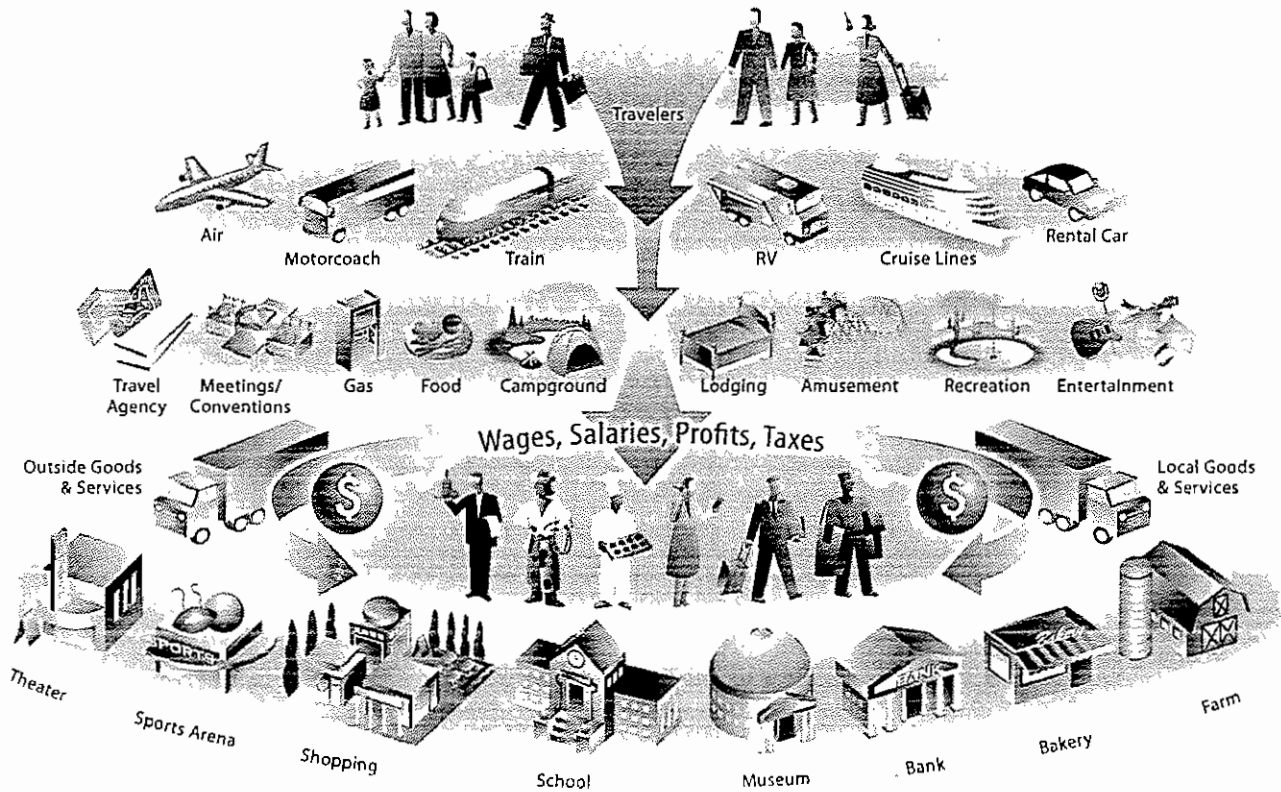 Travelers
Air
Motorcoach
Train
RV
Cruise Lines
Rental Car
Travel
Agency
Meetings/
Conventions
Gas
Food
Campground
Lodging
Amusement
Recreation
Entertainment
Wages, Salaries, Profits, Taxes
Outside Goods
& Services
$
$
Local Goods
& Services
SPORTS
BANK
Theater
Sports Arena
Shopping
School
Museum
Bank
Bakery
Farm